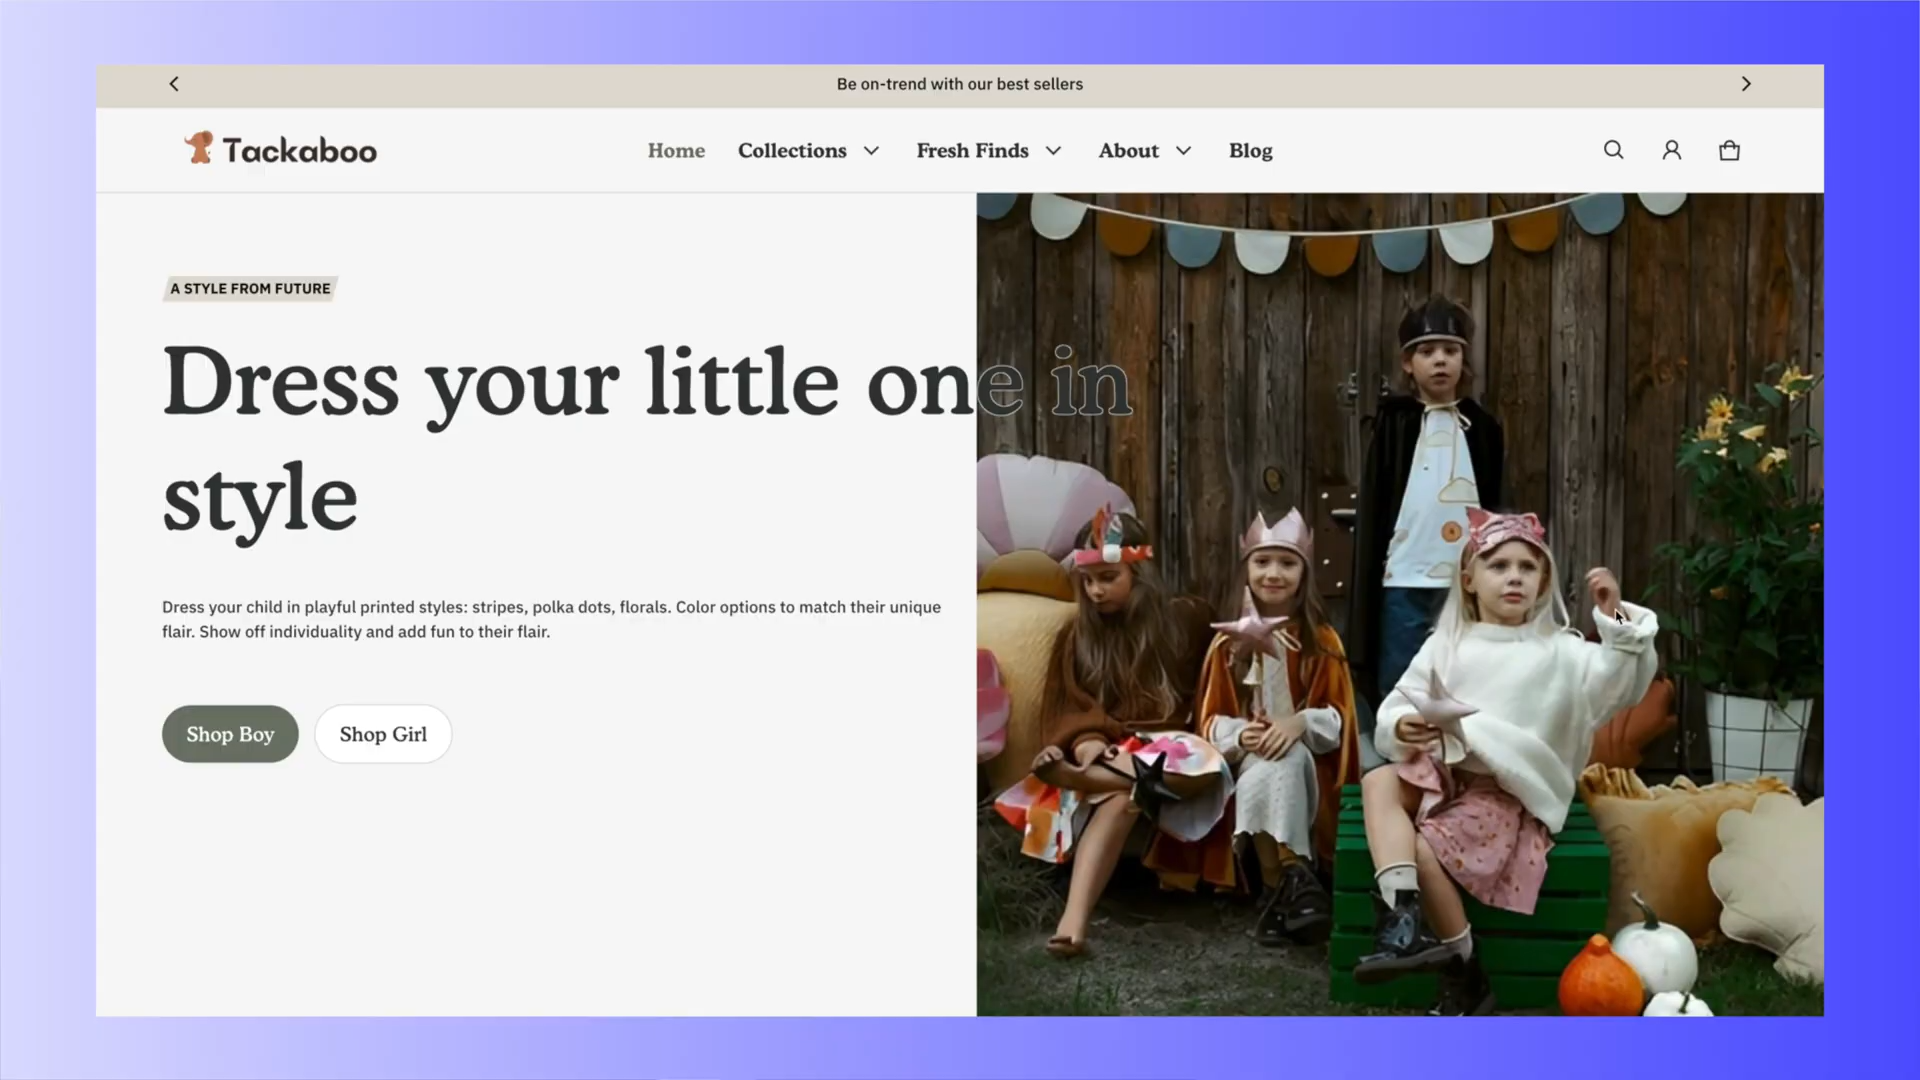 Be on-trend with our best sellers
Tackaboo
Home Collections Fresh Finds About Blog
A STYLE FROM FUTURE
Dress your little one in
style
Dress your child in playful printed styles: stripes, polka dots, florals. Color options to match their unique
flair. Show off individuality and add fun to their flair.
Shop Boy Shop Girl